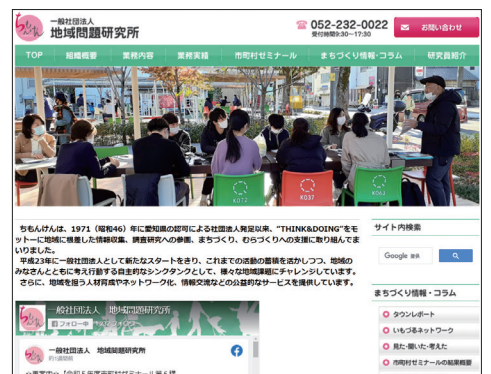 ちもんけん
一般社団法人
地域問題研究所
052-232-0022
受付時間9:30~17:30
お問い合わせ
TOP
組織概要
業務内容
業務実績
市町村ゼミナール
まちづくり情報・コラム
研究員紹介
K042
K037
K063
ちもんけんは、1971（昭和46）年に愛知県の認可による社団法人発足以来、“THINK&DOING”をモ
ットーに地域に根差した情報収集、調査研究への参画、まちづくり、むらづくりへの支援に取り組んでま
いりました。
平成23年に一般社団法人として新たなスタートをきり、これまでの活動の蓄積を活かしつつ、地域の
みなさんとともに考え行動する自主的なシンクタンクとして、様々な地域課題にチャレンジしています。
さらに、地域を担う人材育成やネットワーク化、情報交流などの公益的なサービスを提供しています。
サイト内検索
Google 提供
まちづくり情報・コラム
タウンレポート
いもづるネットワーク
見た・聞いた・考えた
市町村ゼミナールの結果概要
一般社団法人 地域問題研究所
フォロー中
一般社団法人 地域問題研究所
約1週間前